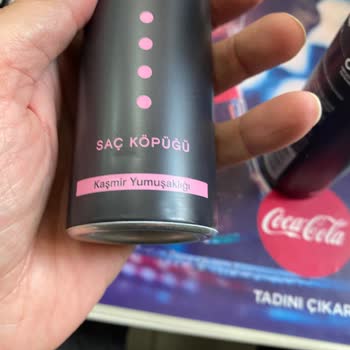 SAÇ KÖPÜĞÜ
Kaşmir Yumuşaklığı
Coca-Cola
TADINI ÇIKAR